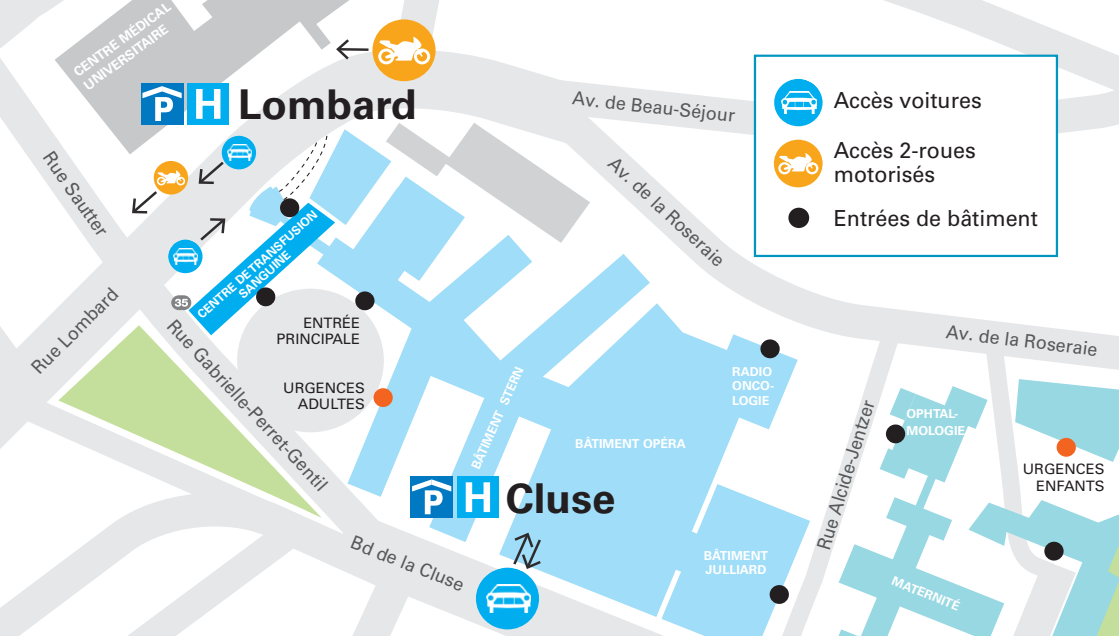 CENTRE MÉDICAL
UNIVERSITAIRE
P H Lombard
Av. de Beau-Séjour
Accès voitures
Accès 2-roues
motorisés
Entrées de bâtiment
Rue Sautter
Av. de la Roseraie
CENTRE DE TRANSFUSION
SANGUINE
35
Rue Lombard
ENTRÉE
PRINCIPALE
Rue Gabrielle-Perret-Gentil
URGENCES
ADULTES
Av. de la Roseraie
RADIO
ONCO-
LOGIE
BÂTIMENT STERN
BÂTIMENT OPÉRA
OPHTAL-
MOLOGIE
Rue Alcide-Jentzer
URGENCES
ENFANTS
P H Cluse
Bd de la Cluse
BÂTIMENT
JULLIARD
MATERNITÉ